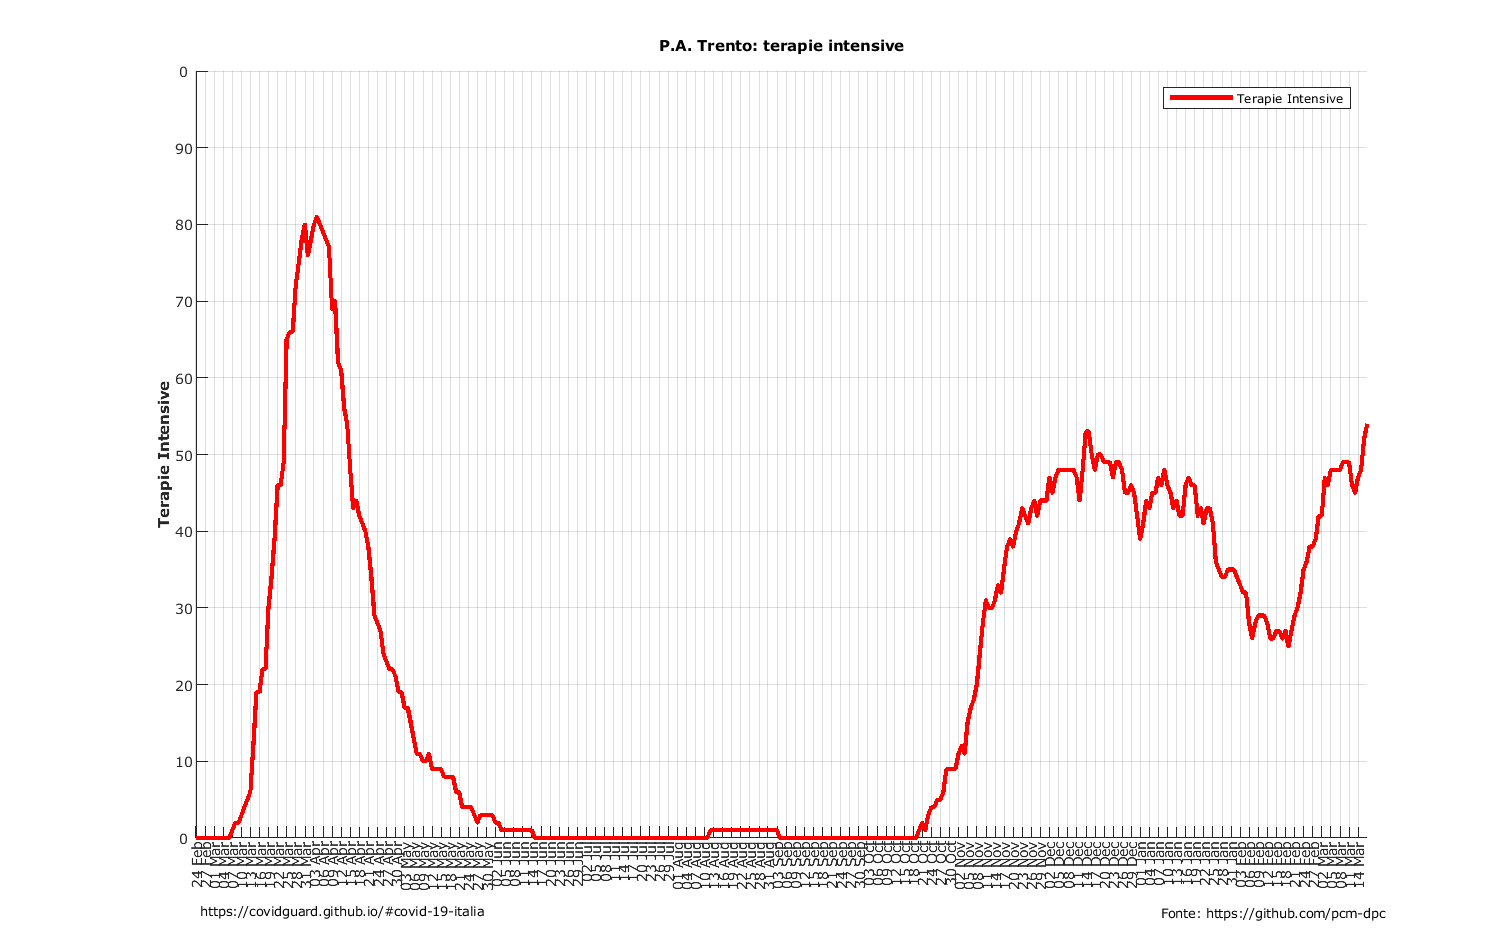 P.A. Trento: terapie intensive
Terapie Intensive
0
90
80
70
60
50
40
30
20
10
0
Terapie Intensive
24 Feb
27 Feb
01 Mar
04 Mar
07 Mar
10 Mar
13 Mar
16 Mar
19 Mar
22 Mar
25 Mar
28 Mar
31 Mar
03 Apr
06 Apr
09 Apr
12 Apr
15 Apr
18 Apr
21 Apr
24 Apr
27 Apr
30 Apr
03 May
06 May
09 May
12 May
15 May
18 May
21 May
24 May
27 May
30 May
02 Jun
05 Jun
08 Jun
11 Jun
14 Jun
17 Jun
20 Jun
23 Jun
26 Jun
29 Jun
02 Jul
05 Jul
08 Jul
11 Jul
14 Jul
17 Jul
20 Jul
23 Jul
26 Jul
29 Jul
01 Aug
04 Aug
07 Aug
10 Aug
13 Aug
16 Aug
19 Aug
22 Aug
25 Aug
28 Aug
31 Aug
03 Sep
06 Sep
09 Sep
12 Sep
15 Sep
18 Sep
21 Sep
24 Sep
27 Sep
30 Sep
03 Oct
06 Oct
09 Oct
12 Oct
15 Oct
18 Oct
21 Oct
24 Oct
27 Oct
30 Oct
02 Nov
05 Nov
08 Nov
11 Nov
14 Nov
17 Nov
20 Nov
23 Nov
26 Nov
29 Nov
02 Dec
05 Dec
08 Dec
11 Dec
14 Dec
17 Dec
20 Dec
23 Dec
26 Dec
29 Dec
01 Jan
04 Jan
07 Jan
10 Jan
13 Jan
16 Jan
19 Jan
22 Jan
25 Jan
28 Jan
31 Jan
03 Feb
06 Feb
09 Feb
12 Feb
15 Feb
18 Feb
21 Feb
24 Feb
27 Feb
02 Mar
05 Mar
08 Mar
11 Mar
14 Mar
https://covidguard.github.io/#covid-19-italia
Fonte: https://github.com/pcm-dpc